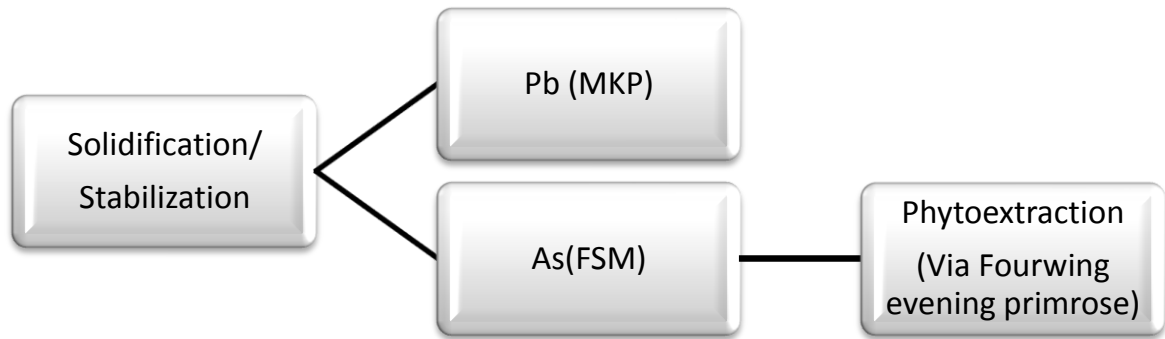 Solidification/
Stabilization
Pb (MKP)
As(FSM)
Phytoextraction
(Via Fourwing
evening primrose)